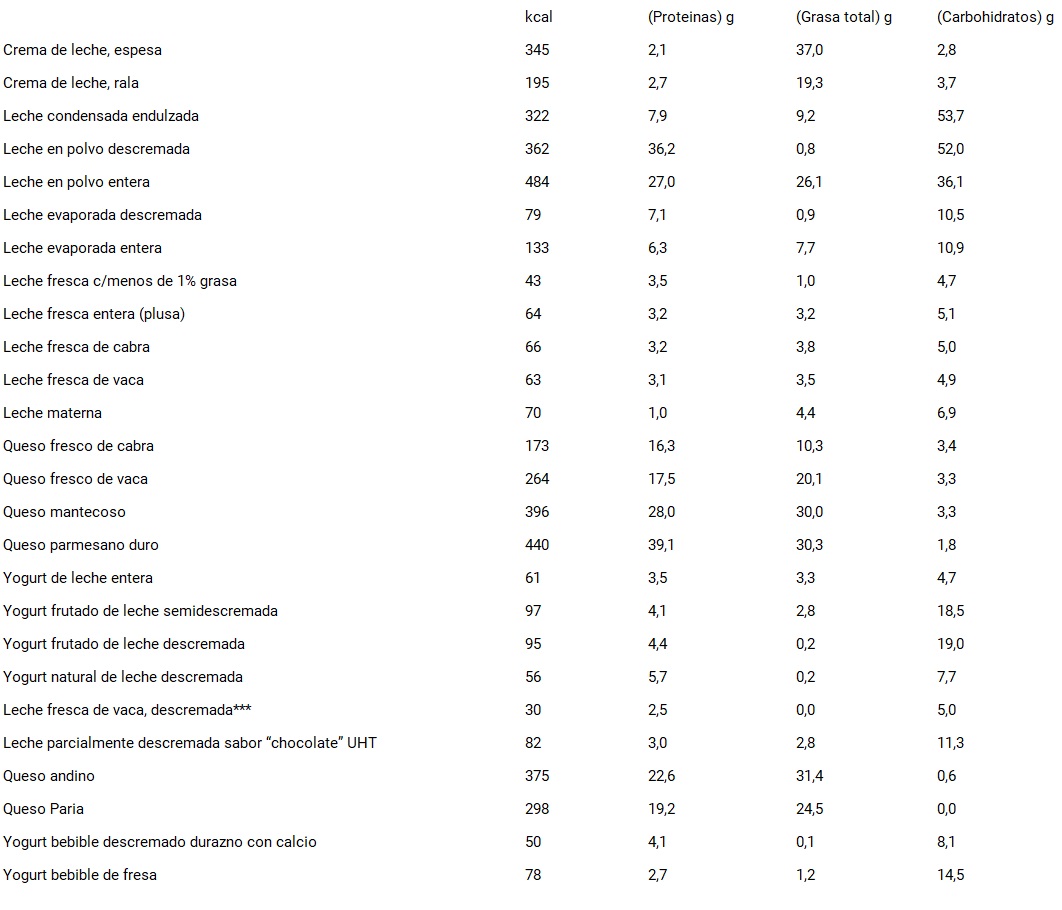 kcal (Proteinas) g (Grasa total) g (Carbohidratos) g
Crema de leche, espesa 345 2,1 37,0 2,8
Crema de leche, rala 195 2,7 19,3 3,7
Leche condensada endulzada 322 7,9 9,2 53,7
Leche en polvo descremada 362 36,2 0,8 52,0
Leche en polvo entera 484 27,0 26,1 36,1
Leche evaporada descremada 79 7,1 0,9 10,5
Leche evaporada entera 133 6,3 7,7 10,9
Leche fresca c/menos de 1% grasa 43 3,5 1,0 4,7
Leche fresca entera (plusa) 64 3,2 3,2 5,1
Leche fresca de cabra 66 3,2 3,8 5,0
Leche fresca de vaca 63 3,1 3,5 4,9
Leche materna 70 1,0 4,4 6,9
Queso fresco de cabra 173 16,3 10,3 3,4
Queso fresco de vaca 264 17,5 20,1 3,3
Queso mantecoso 396 28,0 30,0 3,3
Queso parmesano duro 440 39,1 30,3 1,8
Yogurt de leche entera 61 3,5 3,3 4,7
Yogurt frutado de leche semidescremada 97 4,1 2,8 18,5
Yogurt frutado de leche descremada 95 4,4 0,2 19,0
Yogurt natural de leche descremada 56 5,7 0,2 7,7
Leche fresca de vaca, descremada*** 30 2,5 0,0 5,0
Leche parcialmente descremada sabor “chocolate” UHT 82 3,0 2,8 11,3
Queso andino 375 22,6 31,4 0,6
Queso Paria 298 19,2 24,5 0,0
Yogurt bebible descremado durazno con calcio 50 4,1 0,1 8,1
Yogurt bebible de fresa 78 2,7 1,2 14,5